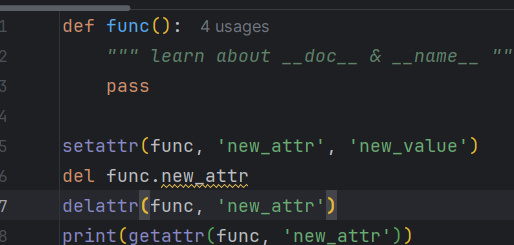 1 def func(): 4 usages
""" learn about __doc__ & __name__ ""
3 pass
4
5 setattr(func, 'new_attr', 'new_value')
6 del func.new_attr
7 delattr(func, 'new_attr')
8 print(getattr(func, 'new_attr'))